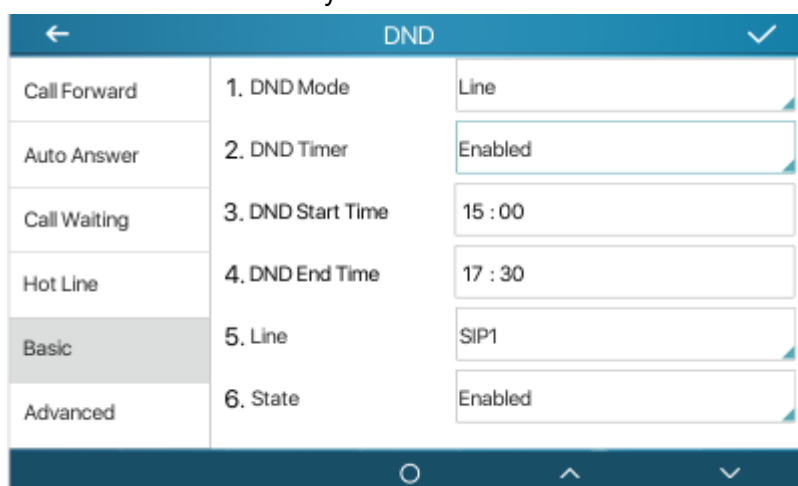 DND
Call Forward
1. DND Mode
Line
Auto Answer
2. DND Timer
Enabled
Call Waiting
3. DND Start Time
15 : 00
Hot Line
4. DND End Time
17 : 30
Basic
5. Line
SIP1
Advanced
6. State
Enabled